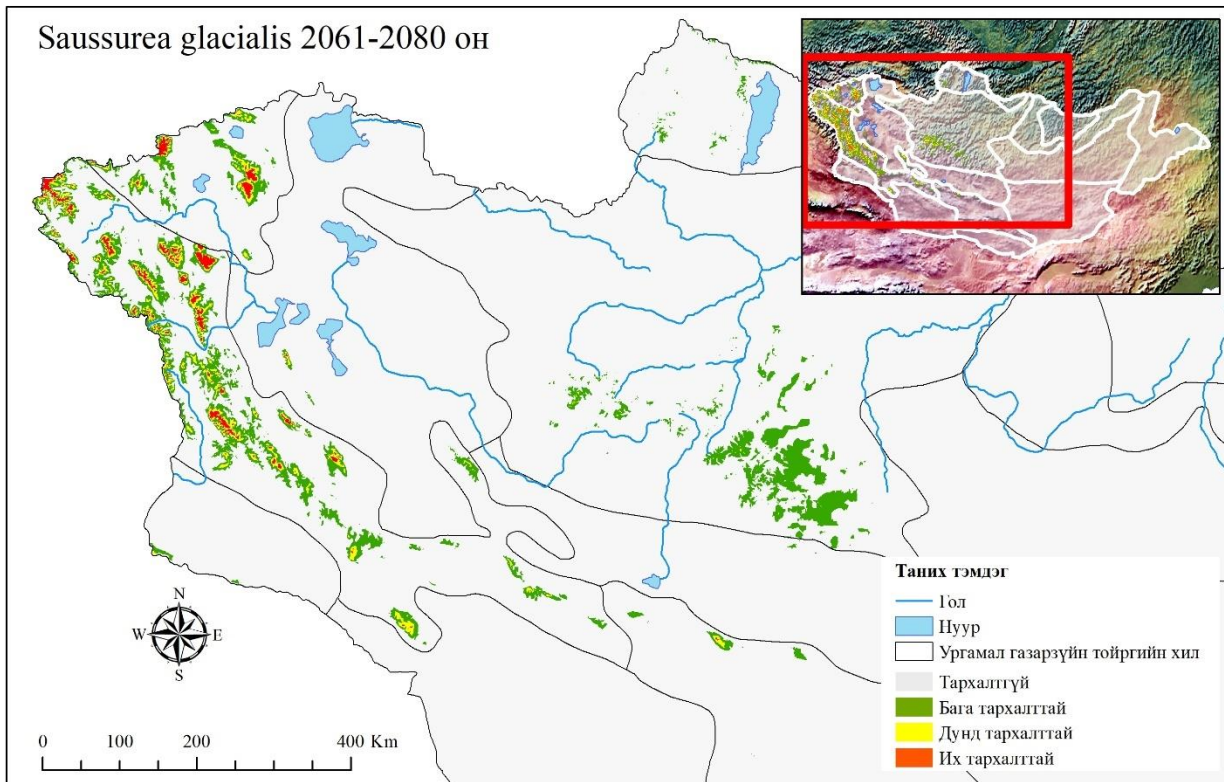 Saussurea glacialis 2061-2080 он
N
W E
S
0 100 200 400 Km
Таних тэмдэг
Гол
Нуур
Ургамал газарзүйн тойргийн хил
Тархалтгүй
Бага тархалттай
Дунд тархалттай
Их тархалттай